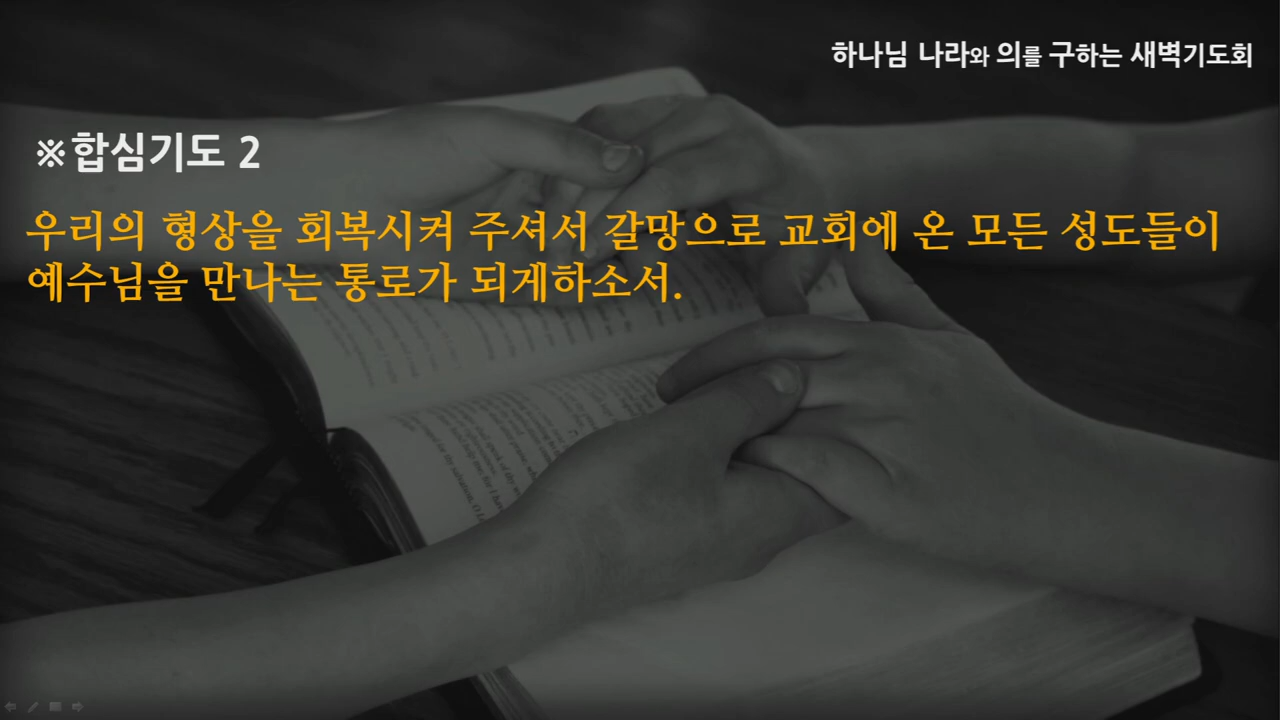 하나님 나라와 의를 구하는 새벽기도회
※합심기도 2
우리의 형상을 회복시켜 주셔서 갈망으로 교회에 온 모든 성도들이
예수님을 만나는 통로가 되게하소서.